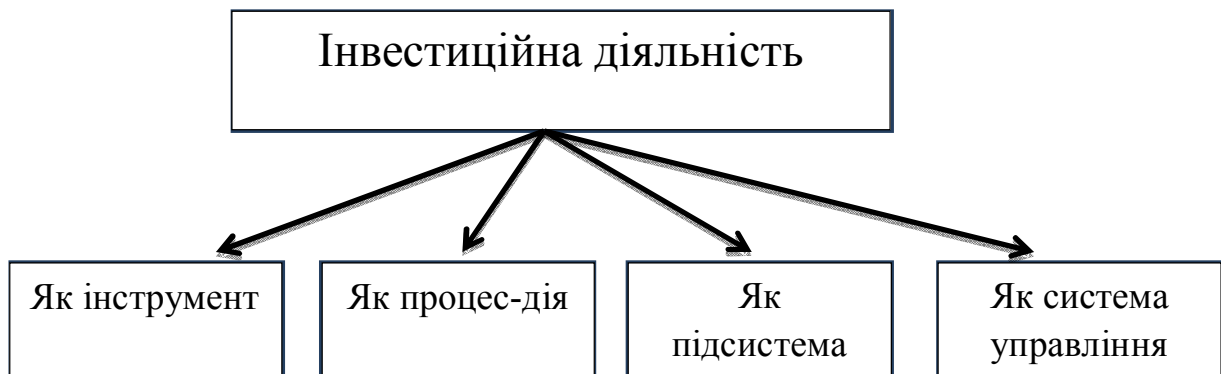 Інвестиційна діяльність
Як інструмент
Як процес-дія
Як
підсистема
Як система
управління